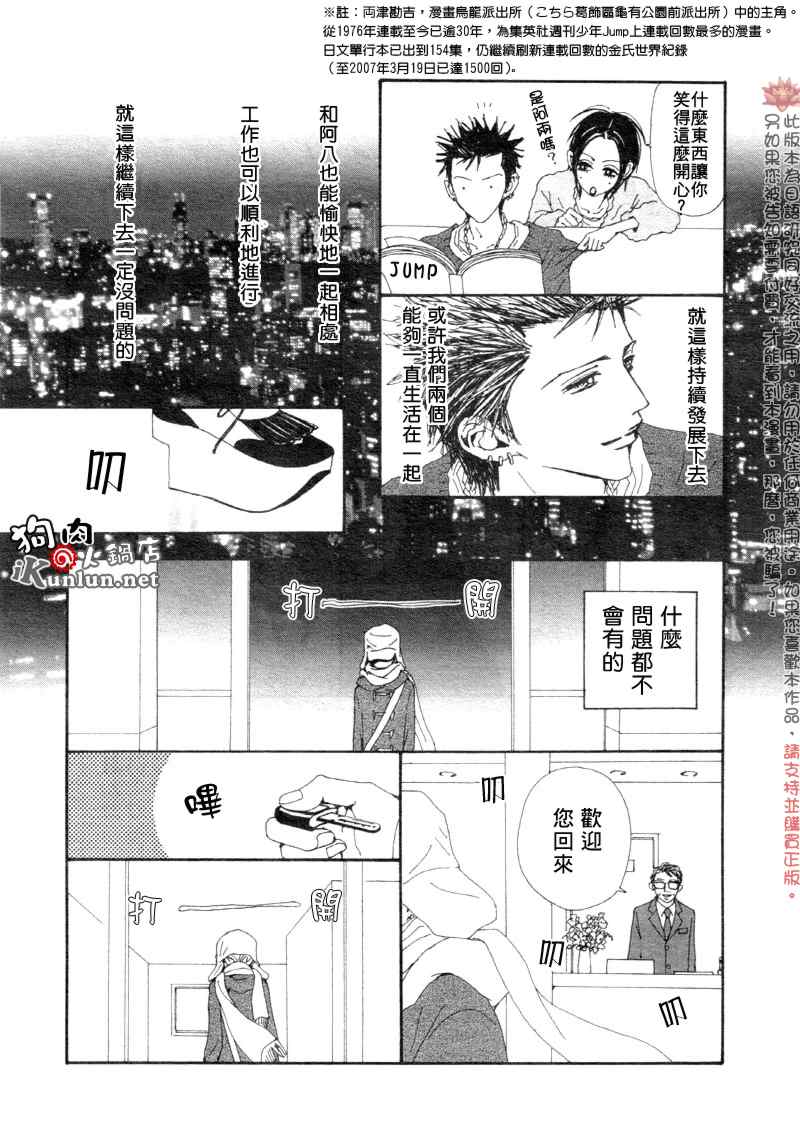 ※註：両津勘吉，漫畫烏龍派出所（こちら葛飾區龜有公園前派出所）中的主角。
從1976年連載至今已逾30年，為集英社週刊少年Jump上連載回數最多的漫畫。
日文單行本已出到154集，仍繼續刷新連載回數的金氏世界紀錄
（至2007年3月19日已達1500回）。
什麼東西讓你
笑得這麼開心？
是阿兩嗎？
JUMP
就這樣持續發展下去
或許我們兩個
能夠一直生活在一起
和阿八也能愉快地一起相處
工作也可以順利地進行
就這樣繼續下去一定沒問題的
叩
什麼
問題都不
會有的
打開
叩
歡迎
您回來
叩
嗶
打開
狗肉
火鍋店
iKunlun.net
此版本為日語研究同好交流之用，請勿用於任何商業用途。如果您喜歡本作品，請支持並購買正版。
只如果您被告知要付費，才能看到本漫畫，那麼，您被騙了！